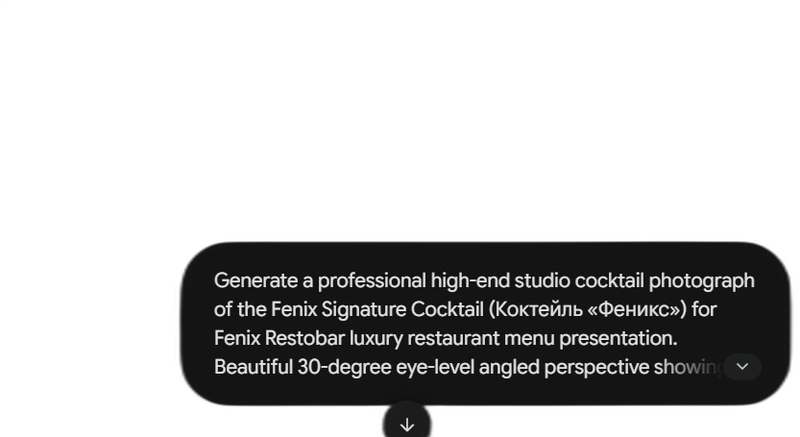 Generate a professional high-end studio cocktail photograph
of the Fenix Signature Cocktail (Коктейль «Феникс») for
Fenix Restobar luxury restaurant menu presentation.
Beautiful 30-degree eye-level angled perspective showing